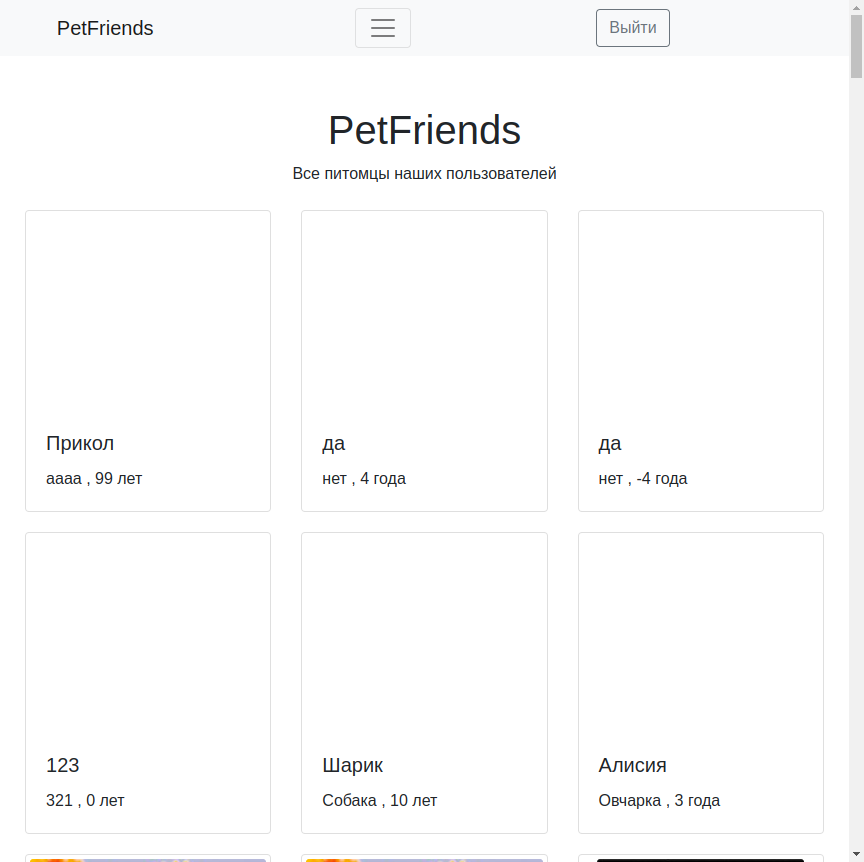 PetFriends
Выйти
PetFriends
Все питомцы наших пользователей
Прикол
аааа , 99 лет
да
нет , 4 года
да
нет , -4 года
123
321 , 0 лет
Шарик
Собака , 10 лет
Алисия
Овчарка , 3 года